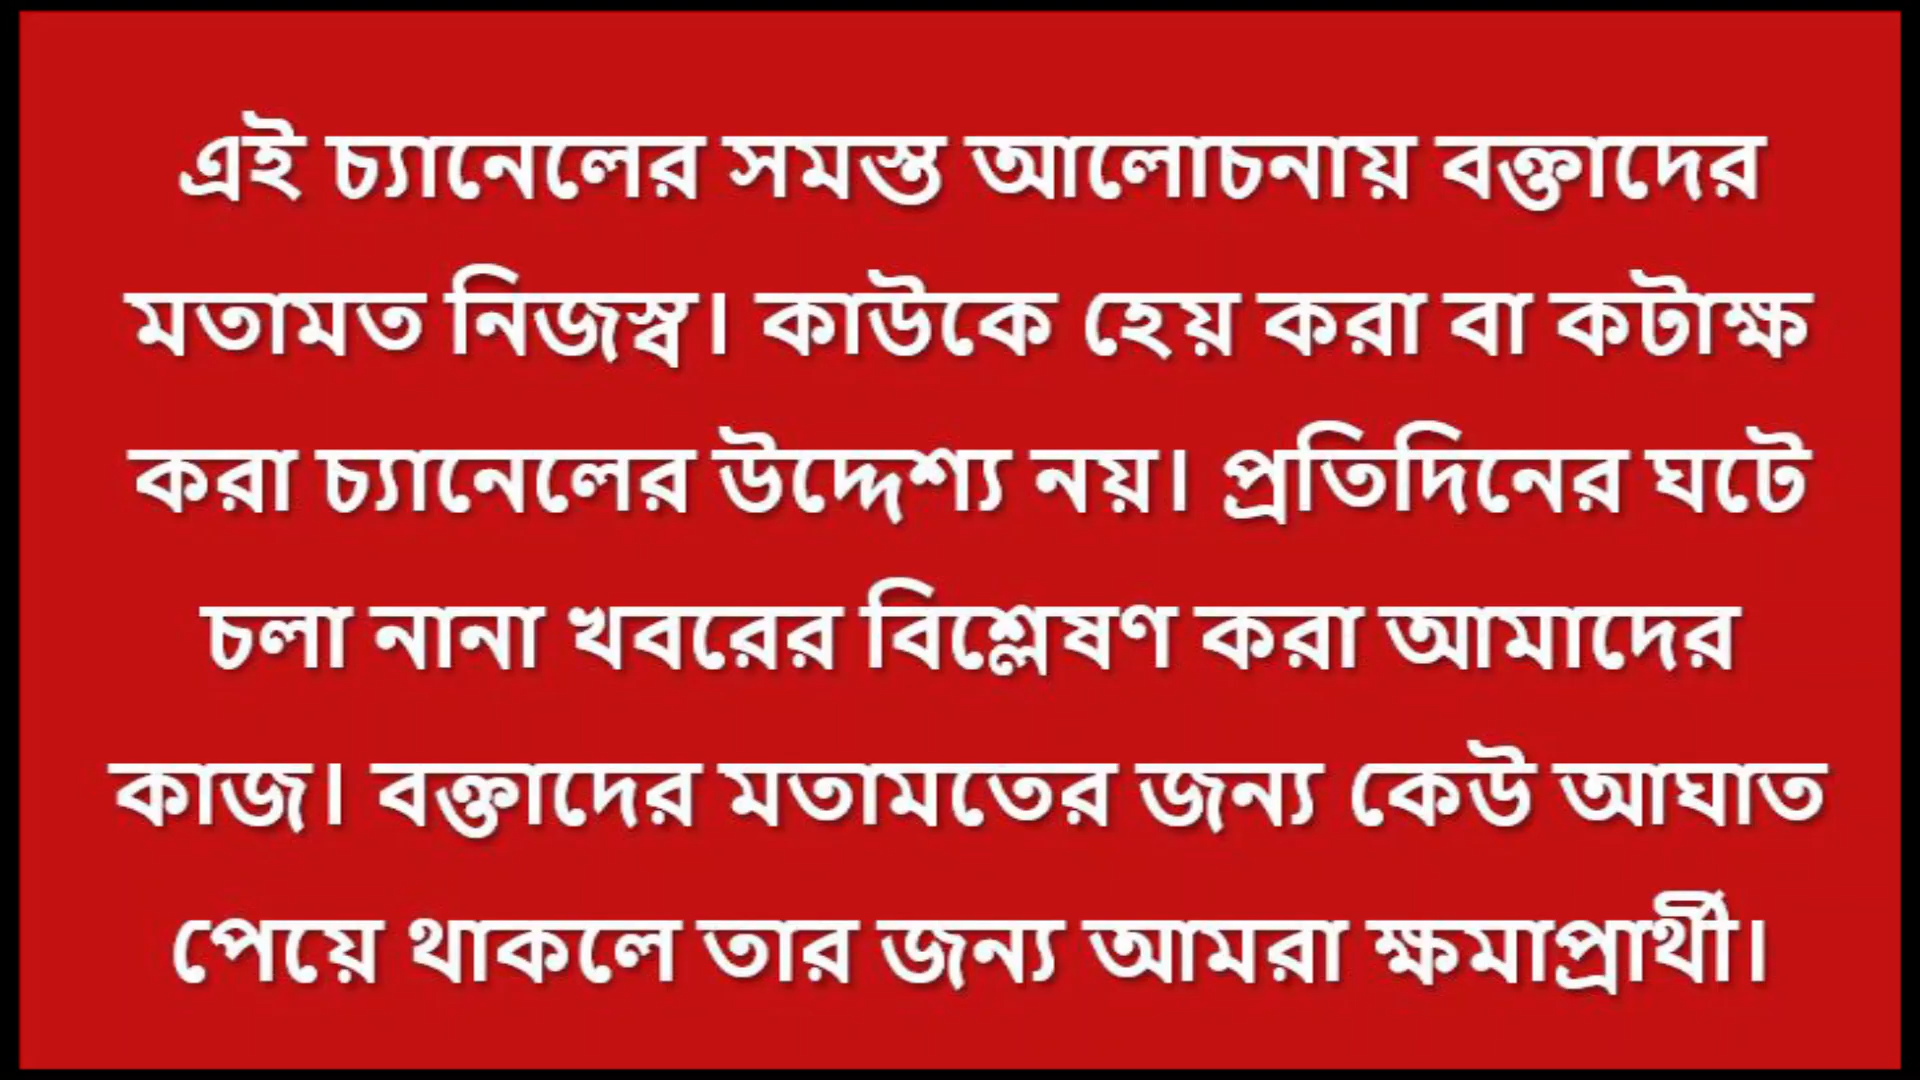 এই চ্যানেলের সমস্ত আলোচনায় বক্তাদের
মতামত নিজস্ব। কাউকে হেয় করা বা কটাক্ষ
করা চ্যানেলের উদ্দেশ্য নয়। প্রতিদিনের ঘটে
চলা নানা খবরের বিশ্লেষণ করা আমাদের
কাজ। বক্তাদের মতামতের জন্য কেউ আঘাত
পেয়ে থাকলে তার জন্য আমরা ক্ষমাপ্রার্থী।